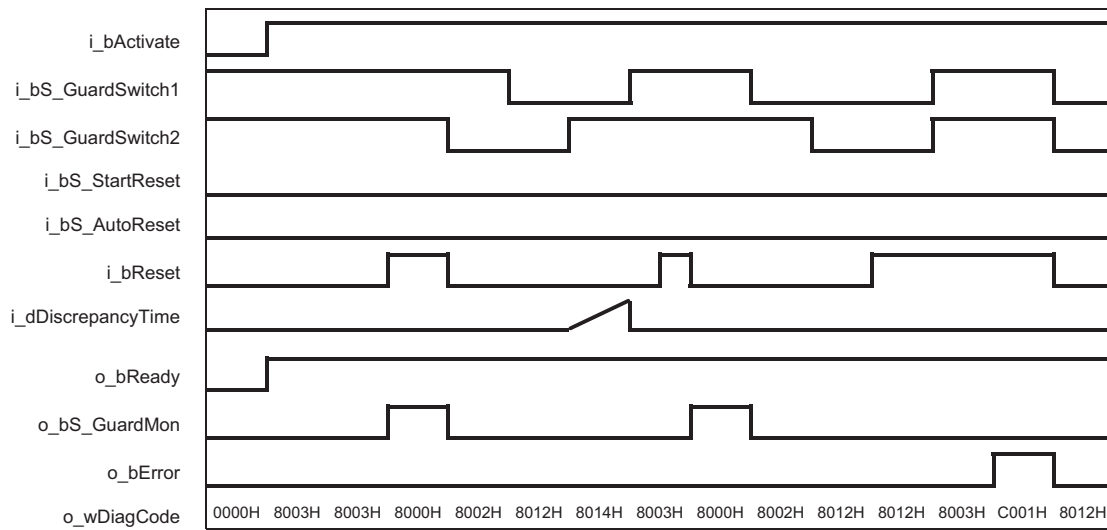 i_bActivate
i_bS_GuardSwitch1
i_bS_GuardSwitch2
i_bS_StartReset
i_bS_AutoReset
i_bReset
i_dDiscrepancyTime
o_bReady
o_bS_GuardMon
o_bError
o_wDiagCode 0000H 8003H 8003H 8000H 8002H 8012H 8014H 8003H 8000H 8002H 8012H 8012H 8003H C001H 8012H